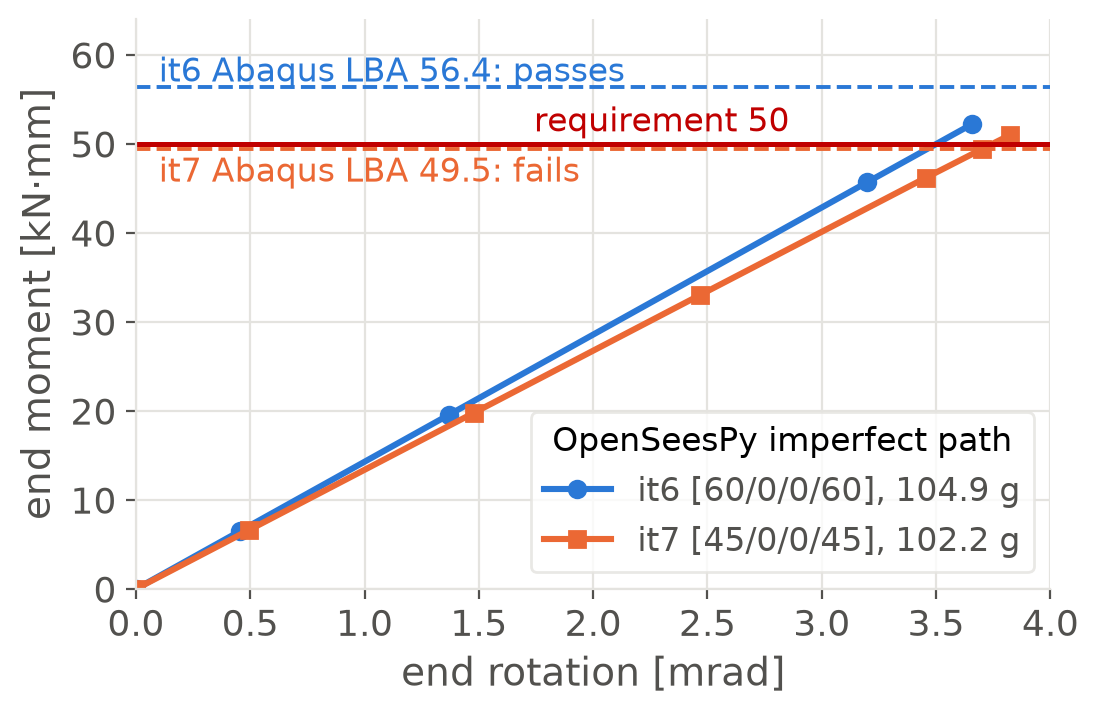 it6 Abaqus LBA 56.4: passes
requirement 50
it7 Abaqus LBA 49.5: fails
OpenSeesPy imperfect path
it6 [60/0/0/60], 104.9 g
it7 [45/0/0/45], 102.2 g
end moment [kN·mm]
60
50
40
30
20
10
0
0.0 0.5 1.0 1.5 2.0 2.5 3.0 3.5 4.0
end rotation [mrad]